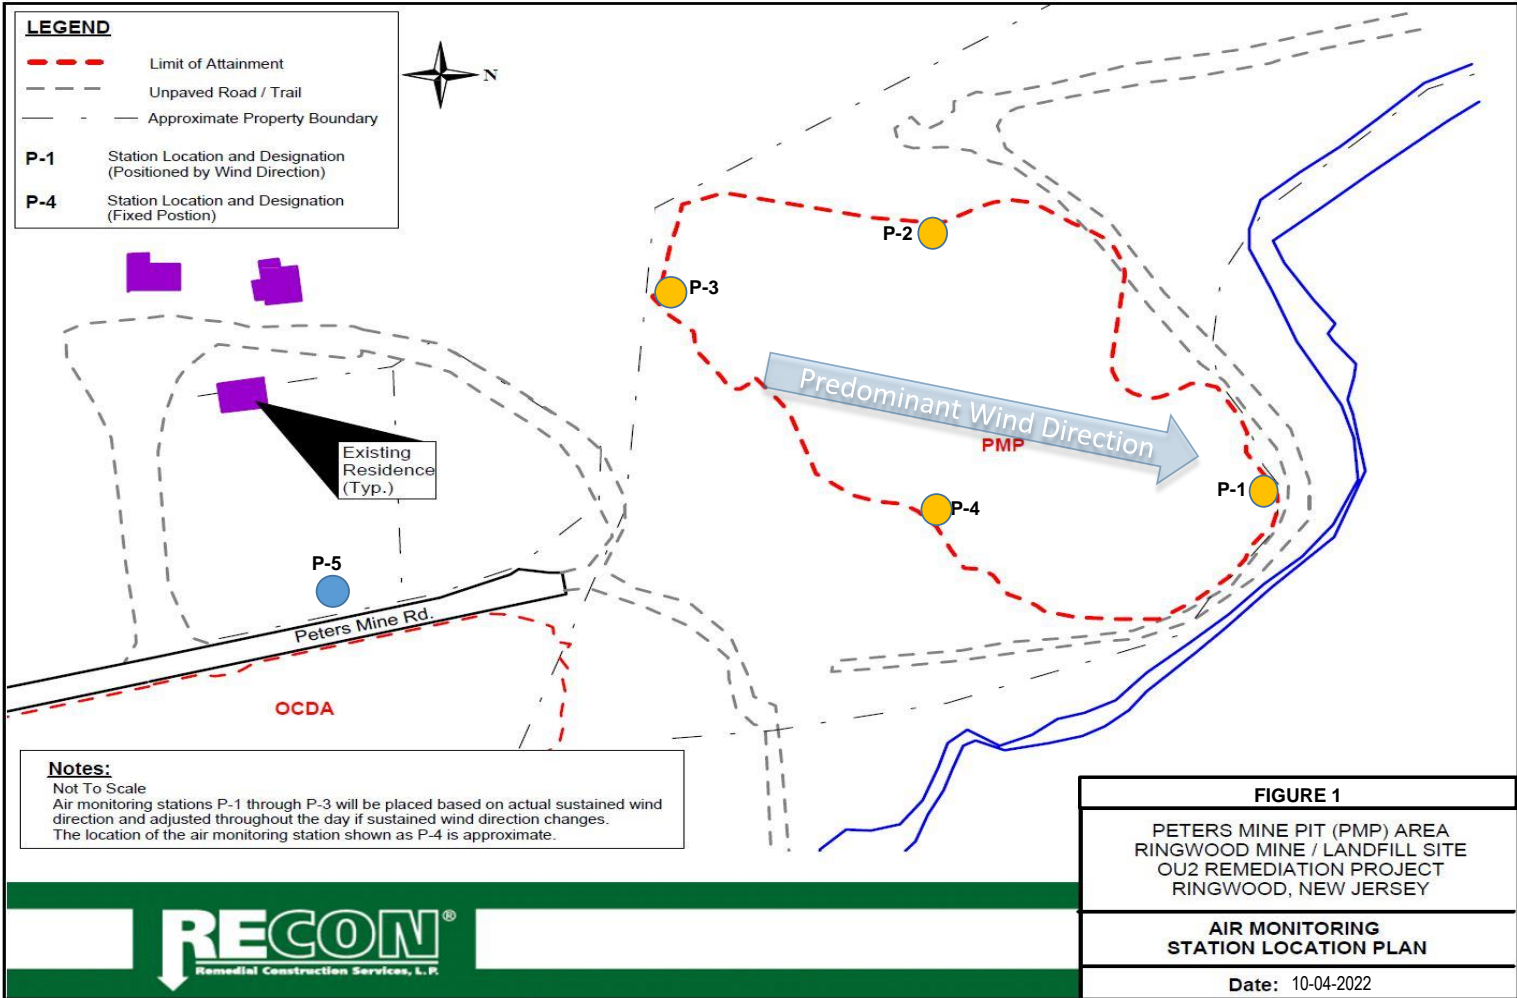 LEGEND
Limit of Attainment
Unpaved Road / Trail
Approximate Property Boundary
P-1 Station Location and Designation
(Positioned by Wind Direction)
P-4 Station Location and Designation
(Fixed Postion)
N
P-2
P-3
Predominant Wind Direction
PMP
P-1
P-4
Existing
Residence
(Typ.)
P-5
Peters Mine Rd.
OCDA
Notes:
Not To Scale
Air monitoring stations P-1 through P-3 will be placed based on actual sustained wind
direction and adjusted throughout the day if sustained wind direction changes.
The location of the air monitoring station shown as P-4 is approximate.
RECON®
Remedial Construction Services, L.P.
FIGURE 1
PETERS MINE PIT (PMP) AREA
RINGWOOD MINE / LANDFILL SITE
OU2 REMEDIATION PROJECT
RINGWOOD, NEW JERSEY
AIR MONITORING
STATION LOCATION PLAN
Date: 10-04-2022